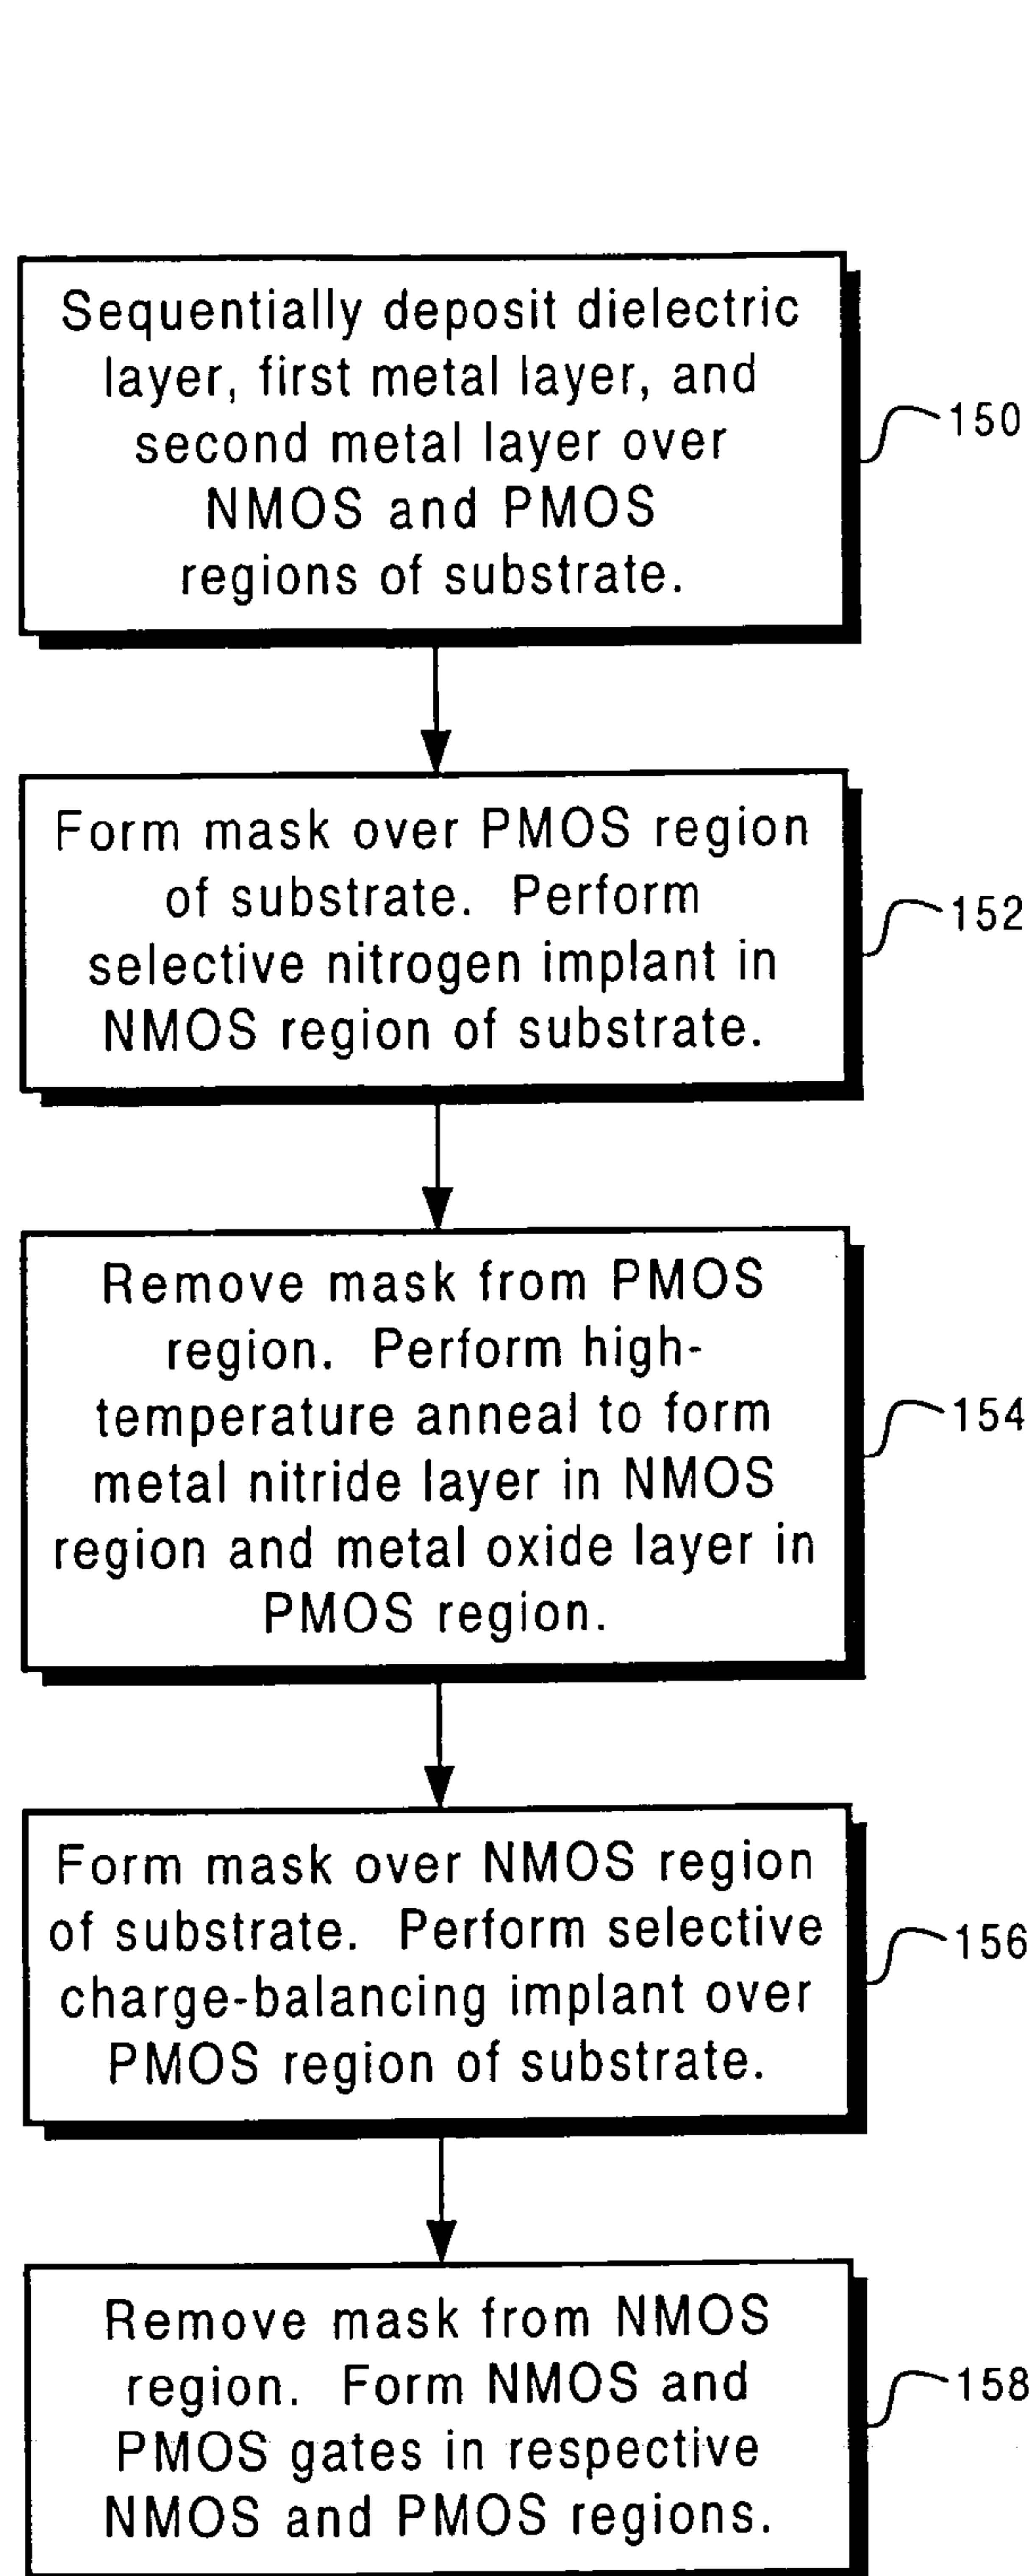 Sequentially deposit dielectric
layer, first metal layer, and
second metal layer over
NMOS and PMOS
regions of substrate.
150
Form mask over PMOS region
of substrate. Perform
selective nitrogen implant in
NMOS region of substrate.
152
Remove mask from PMOS
region. Perform high-
temperature anneal to form
metal nitride layer in NMOS
region and metal oxide layer in
PMOS region.
154
Form mask over NMOS region
of substrate. Perform selective
charge-balancing implant over
PMOS region of substrate.
156
Remove mask from NMOS
region. Form NMOS and
PMOS gates in respective
NMOS and PMOS regions.
158